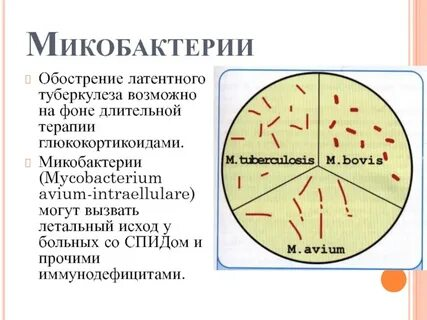 Микобактерии
Обострение латентного
туберкулеза возможно
на фоне длительной
терапии
глюкокортикоидами.
Микобактерии
(Mycobacterium
avium-intraellulare)
могут вызвать
летальный исход у
больных со СПИДом и
прочими
иммунодефицитами.
M.tuberculosis
M.bovis
M.avium